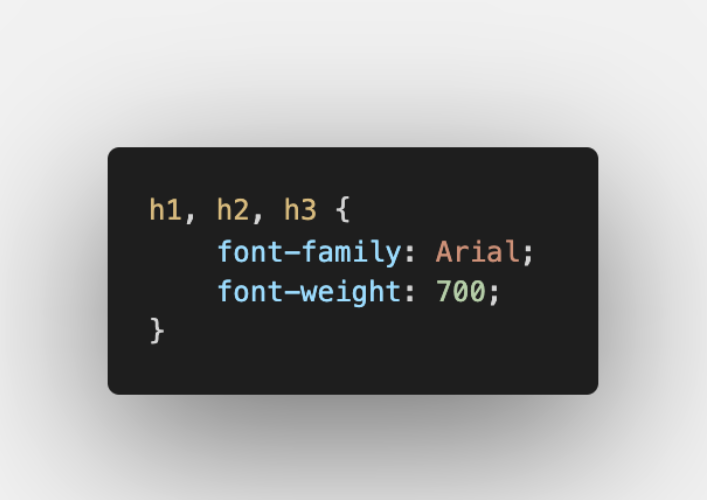 h1, h2, h3 {
    font-family: Arial;
    font-weight: 700;
}